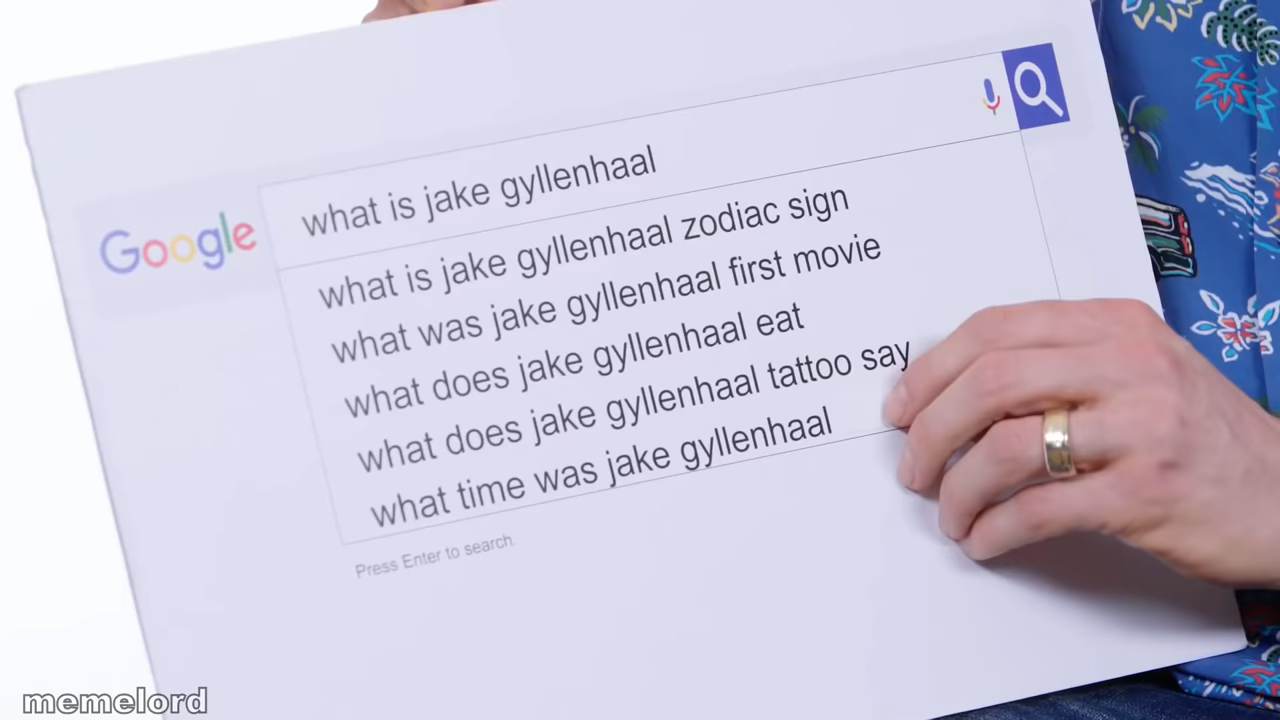 Google
what is jake gyllenhaal
what is jake gyllenhaal zodiac sign
what was jake gyllenhaal first movie
what does jake gyllenhaal eat
what does jake gyllenhaal tattoo say
what time was jake gyllenhaal
Press Enter to search.
memelord